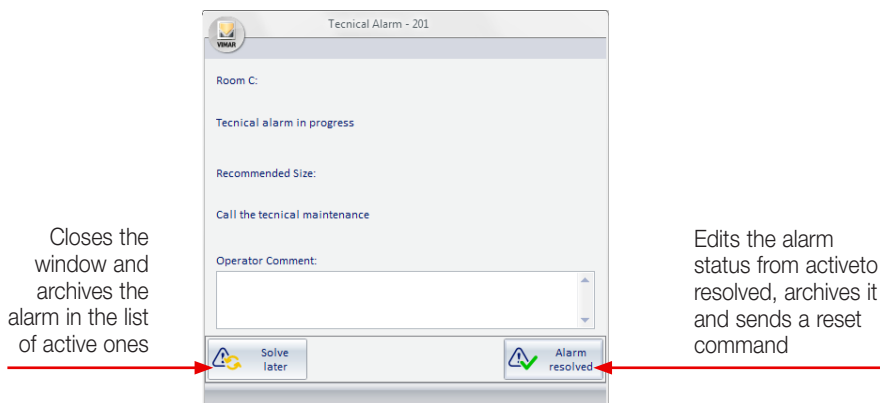 Tecnical Alarm - 201
VIMAR
Room C:
Tecnical alarm in progress
Recommended Size:
Call the tecnical maintenance
Operator Comment:
Solve
later
Alarm
resolved
Closes the
window and
archives the
alarm in the list
of active ones
Edits the alarm
status from activeto
resolved, archives it
and sends a reset
command